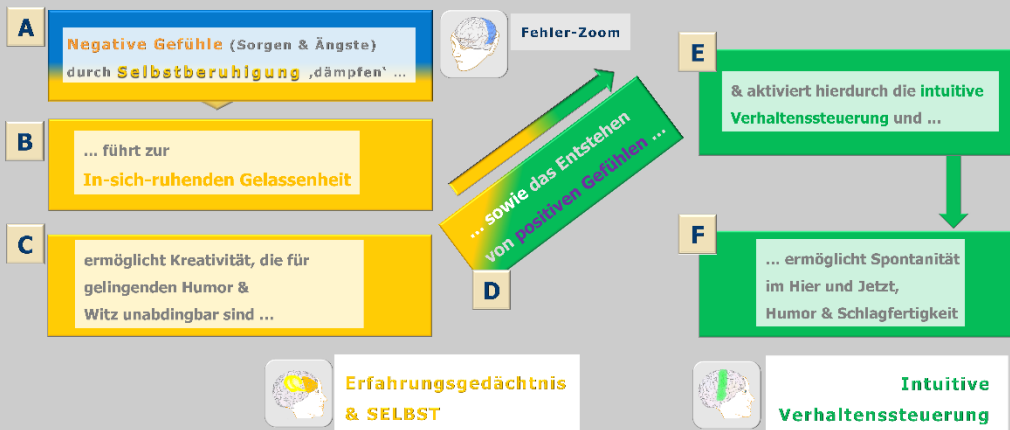 A
Negative Gefühle (Sorgen & Ängste)
durch Selbstberuhigung ‚dämpfen‘ ...
Fehler-Zoom
B
... führt zur
In-sich-ruhenden Gelassenheit
C
ermöglicht Kreativität, die für
gelingenden Humor &
Witz unabdingbar sind ...
D
... sowie das Entstehen
von positiven Gefühlen ...
E
& aktiviert hierdurch die intuitive
Verhaltenssteuerung und ...
F
... ermöglicht Spontanität
im Hier und Jetzt,
Humor & Schlagfertigkeit
Erfahrungsgedächtnis
& SELBST
Intuitive
Verhaltenssteuerung